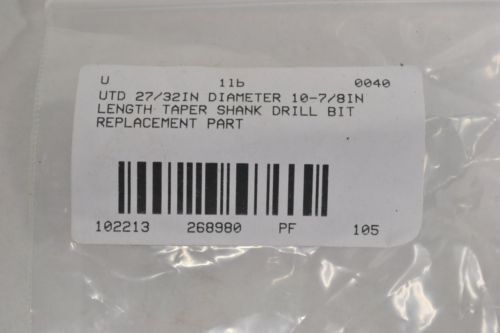 U 11b 0040
UTD 27/32IN DIAMETER 10-7/8IN
LENGTH TAPER SHANK DRILL BIT
REPLACEMENT PART
102213 268980 PF 105